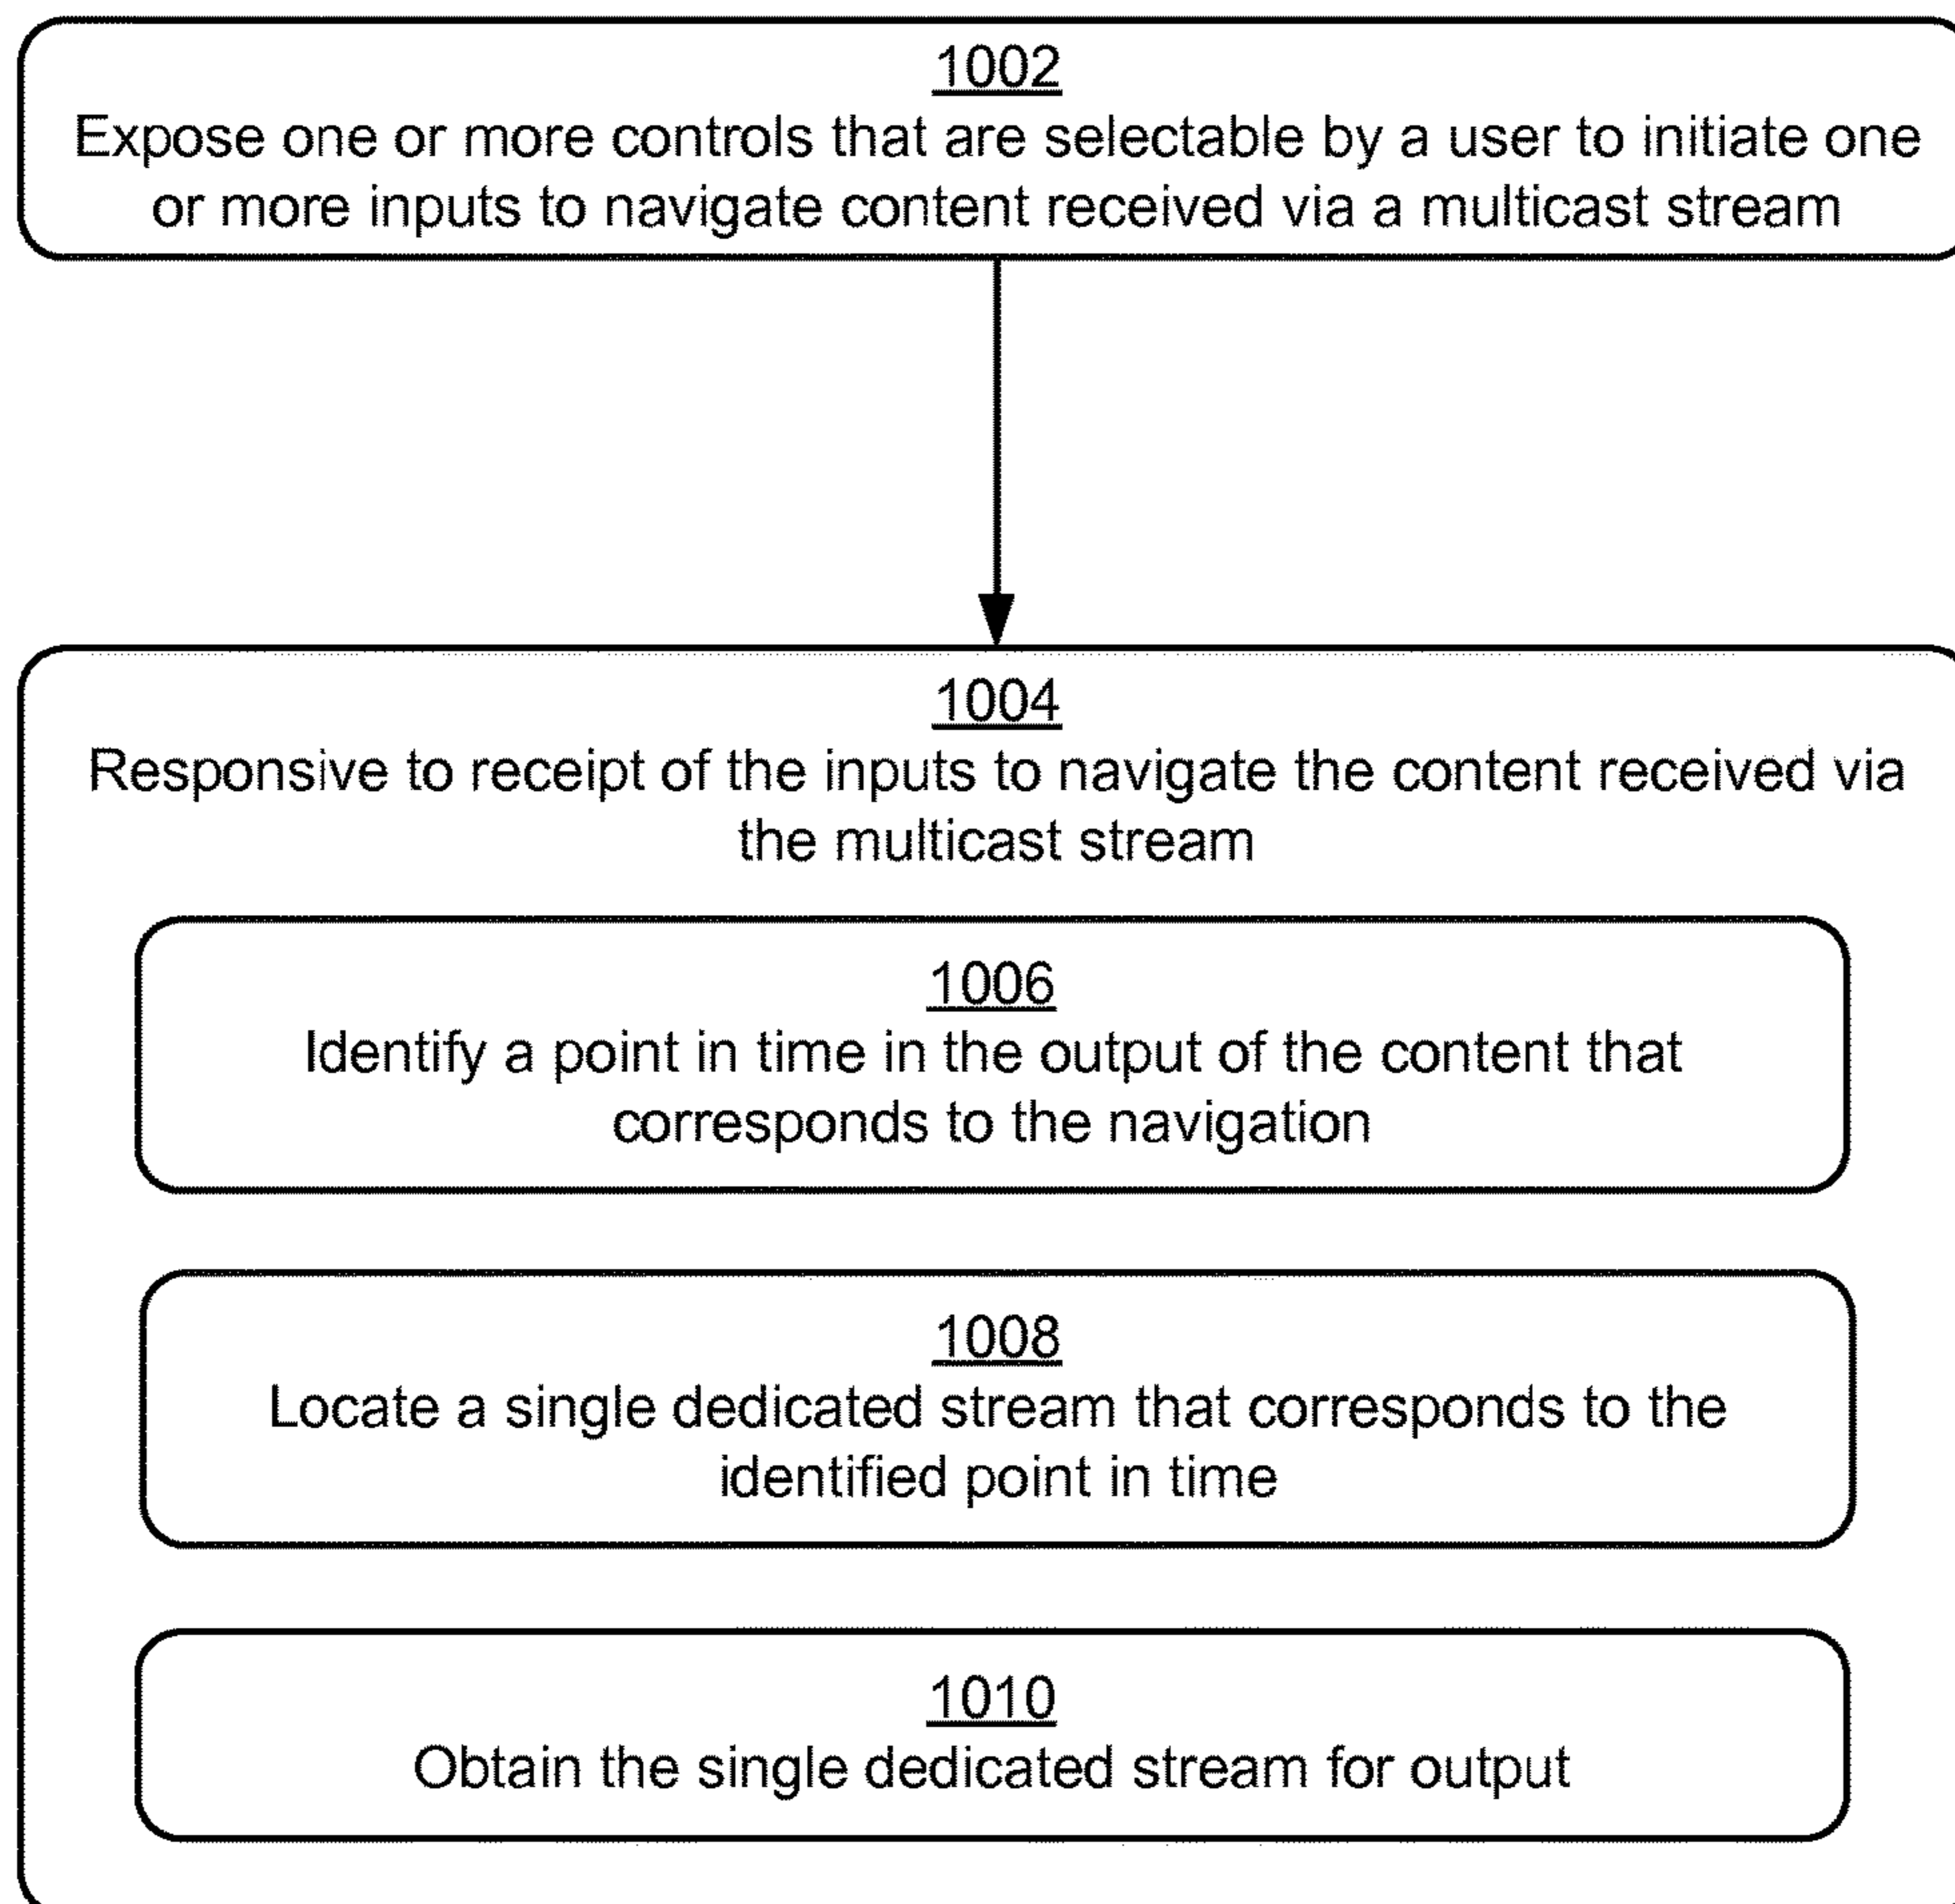 1002
Expose one or more controls that are selectable by a user to initiate one
or more inputs to navigate content received via a multicast stream
1004
Responsive to receipt of the inputs to navigate the content received via
the multicast stream
1006
Identify a point in time in the output of the content that
corresponds to the navigation
1008
Locate a single dedicated stream that corresponds to the
identified point in time
1010
Obtain the single dedicated stream for output